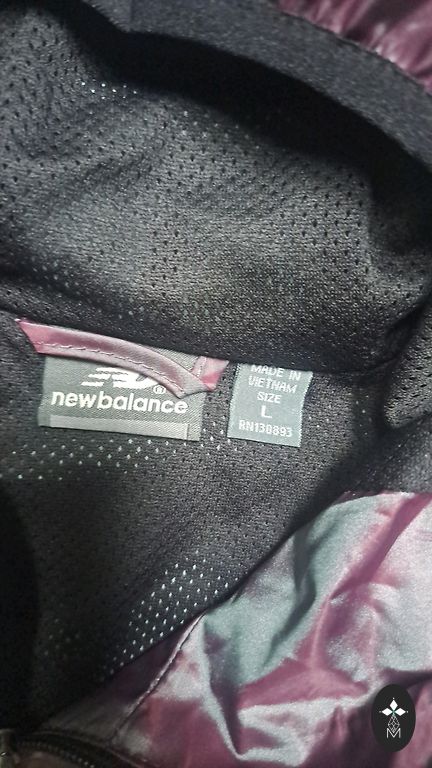 newbalance
MADE IN
VIETNAM
SIZE
L
RN130893